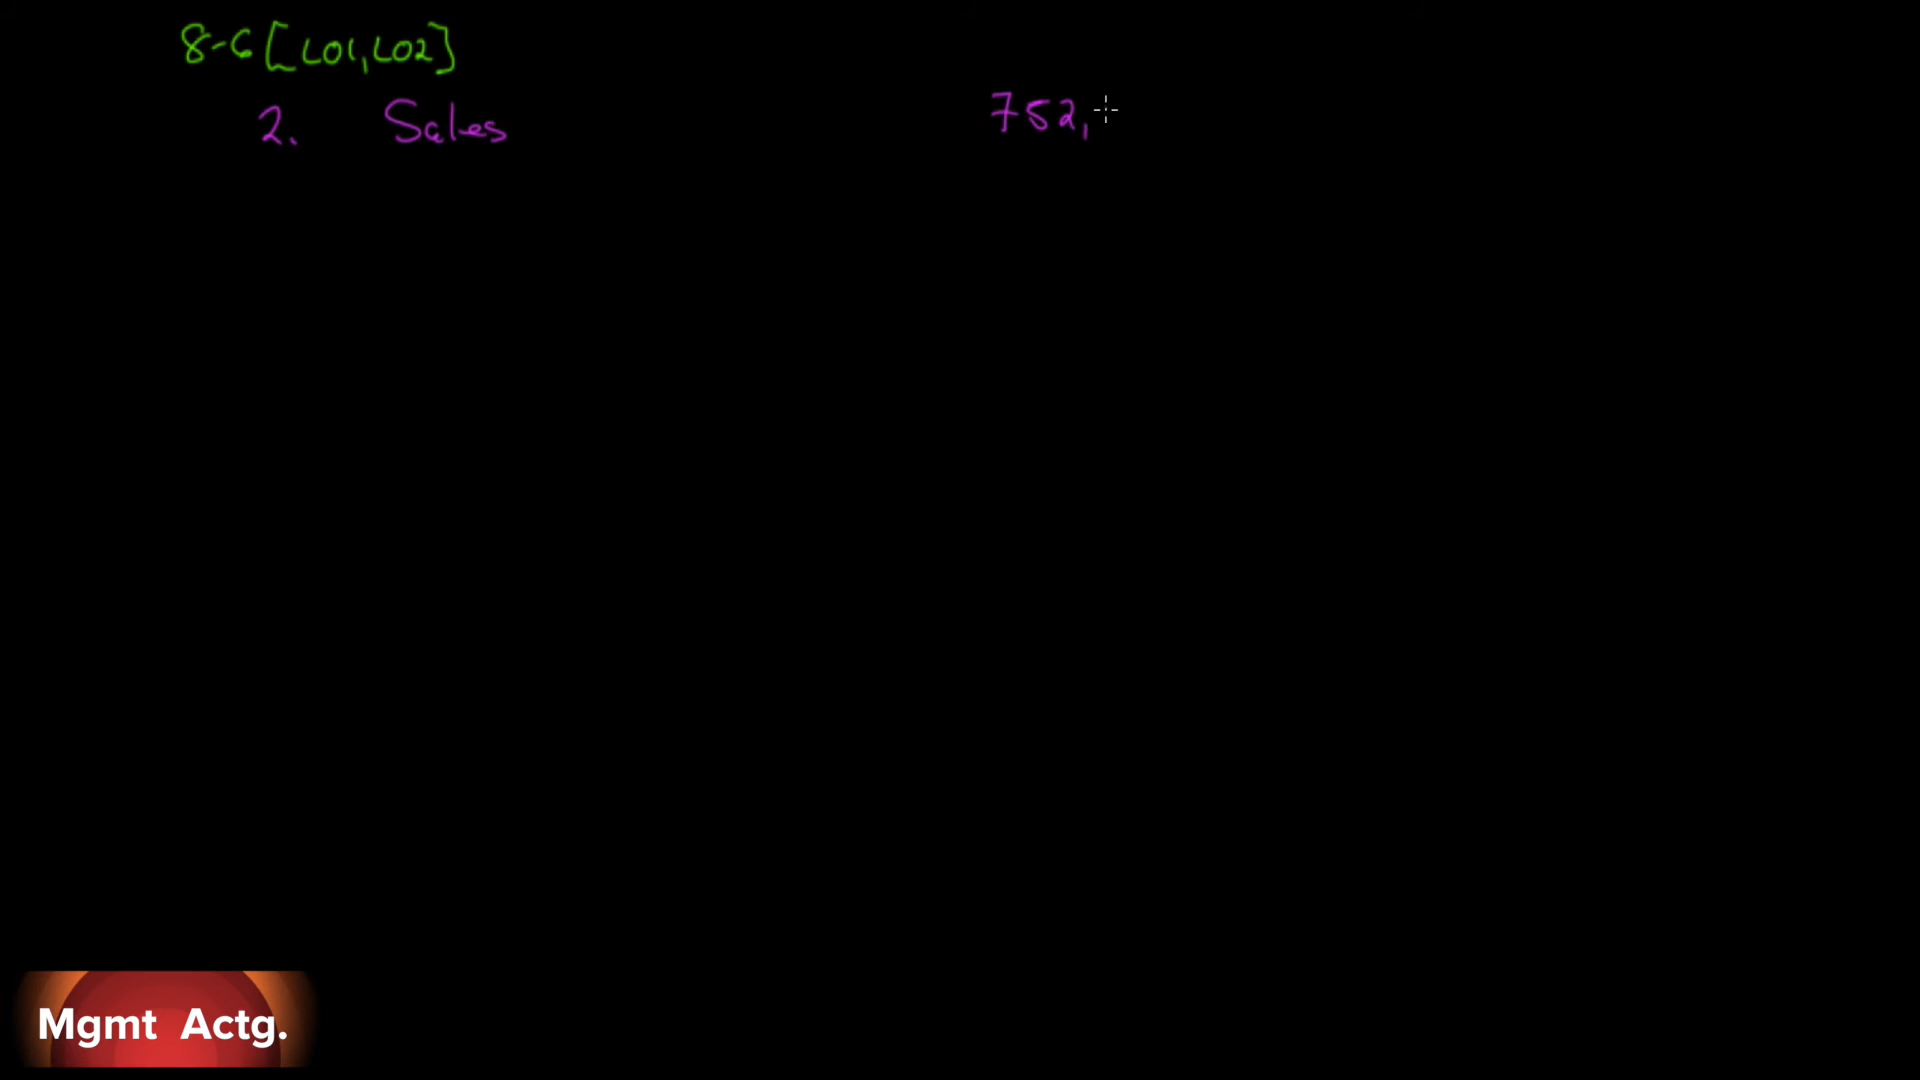 8-6 [LO1, LO2]
2. Sales 752,
Mgmt Actg.